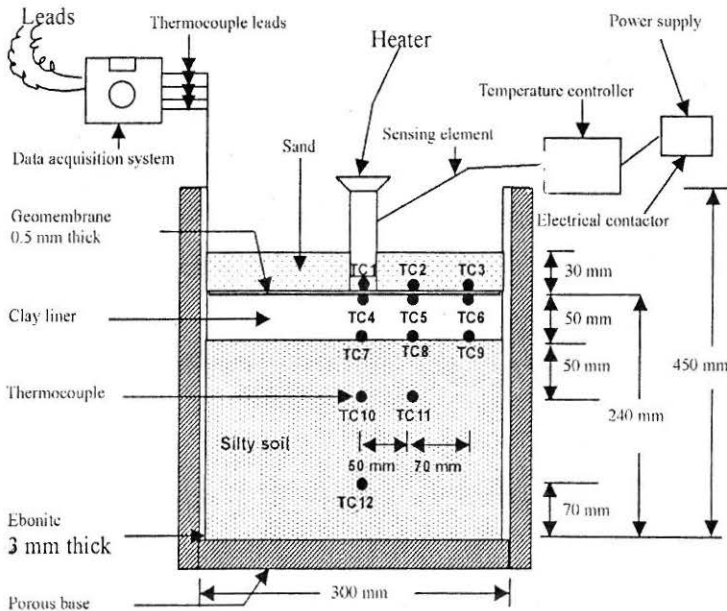 Leads
Thermocouple leads
Data acquisition system
Heater
Power supply
Temperature controller
Sensing element
Electrical contactor
Sand
Geomembrane
0.5 mm thick
Clay liner
Thermocouple
Ebonite
3 mm thick
Porous base
TC1 TC2 TC3
TC4 TC5 TC6
TC7 TC8 TC9
TC10 TC11
Silty soil
50 mm 70 mm
TC12
30 mm
50 mm
50 mm
450 mm
240 mm
70 mm
300 mm